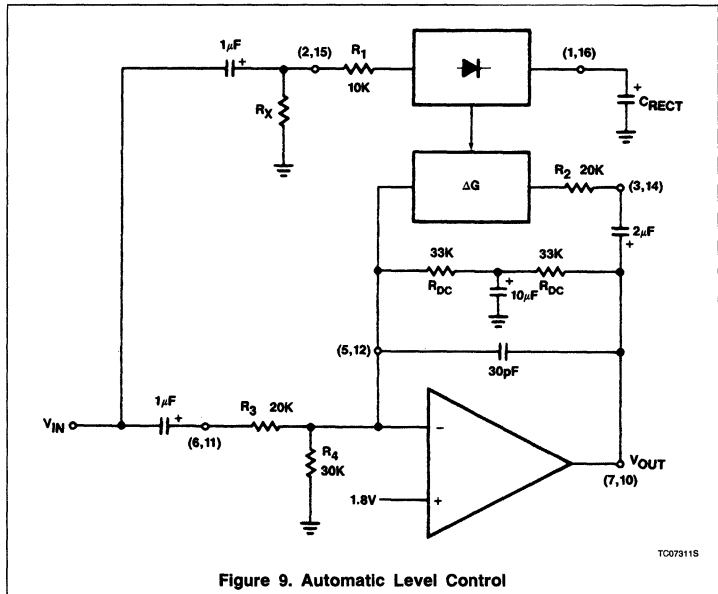 1μF
(2,15)
R1
10K
(1,16)
RX
CRECT
ΔG
R2 20K
(3,14)
2μF
33K
RDC
33K
RDC
10μF
(5,12)
30pF
VIN
1μF
(6,11)
R3 20K
R4
30K
1.8V
VOUT
(7,10)
TC07311S
Figure 9. Automatic Level Control